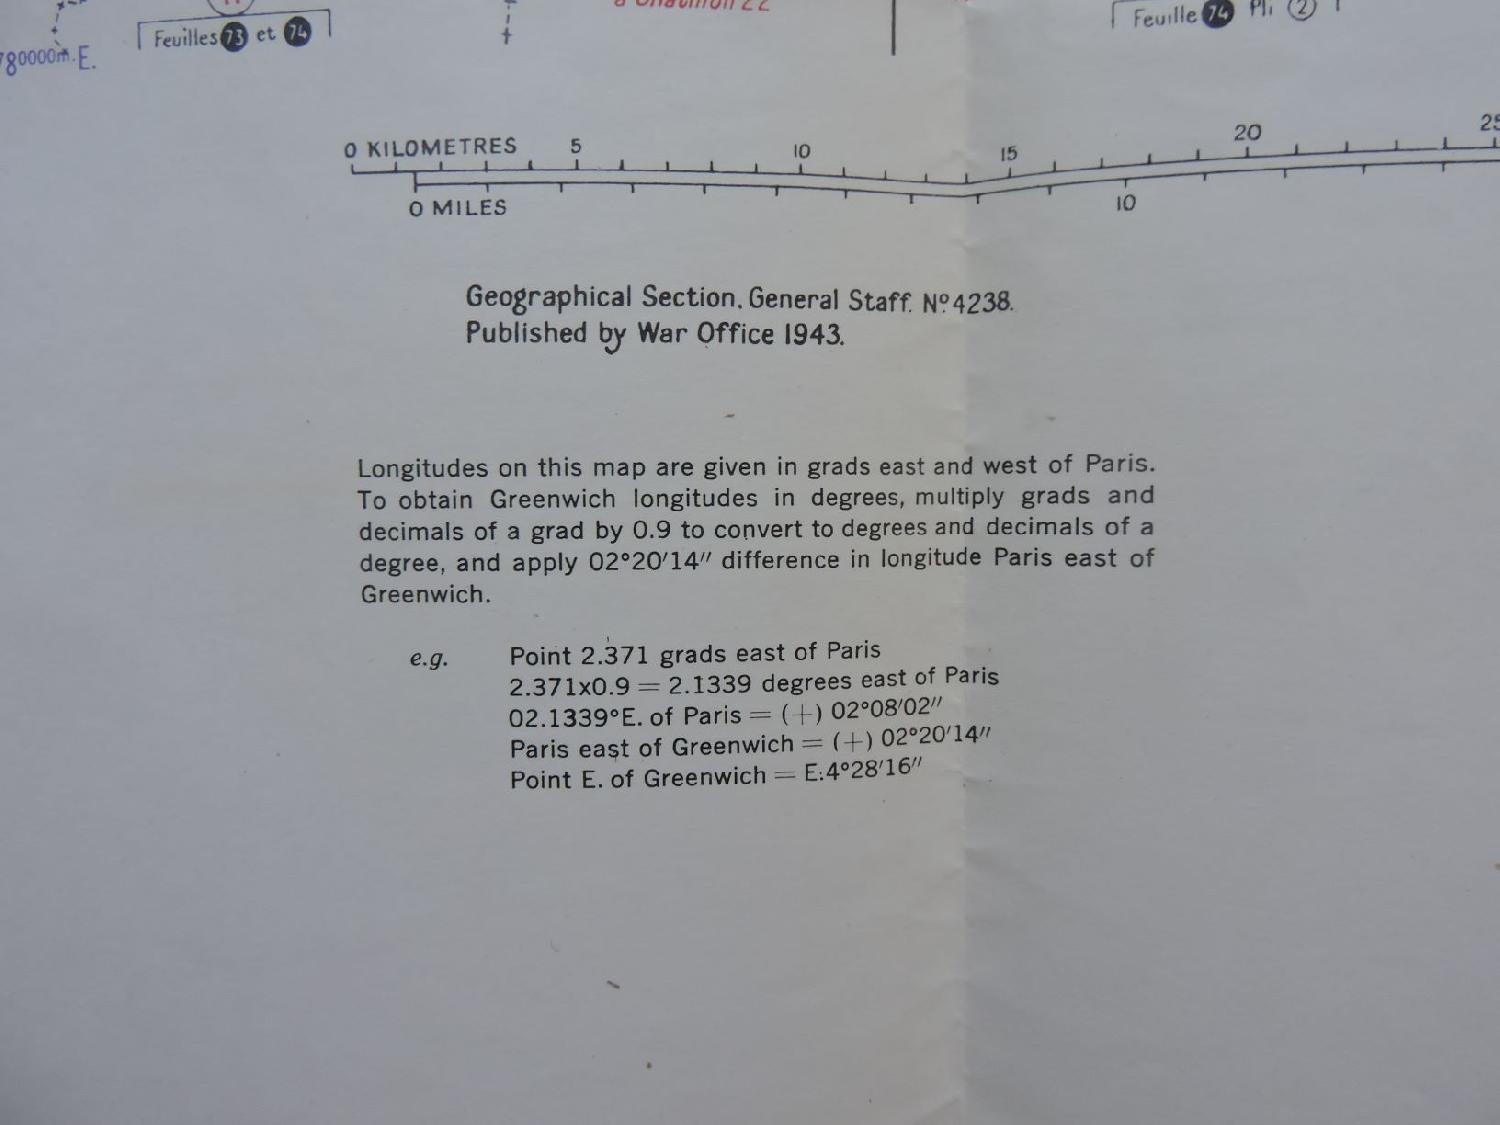 à Chatillon 22
Feuilles 73 et 74
Feuille 74 Pli 2
780000m.E.
0 KILOMETRES 5 10 15 20 25
0 MILES 10
Geographical Section, General Staff. Nº 4238.
Published by War Office 1943.
Longitudes on this map are given in grads east and west of Paris.
To obtain Greenwich longitudes in degrees, multiply grads and
decimals of a grad by 0.9 to convert to degrees and decimals of a
degree, and apply 02°20′14″ difference in longitude Paris east of
Greenwich.
e.g. Point 2.371 grads east of Paris
2.371x0.9 = 2.1339 degrees east of Paris
02.1339°E. of Paris = (+) 02°08′02″
Paris east of Greenwich = (+) 02°20′14″
Point E. of Greenwich = E.4°28′16″